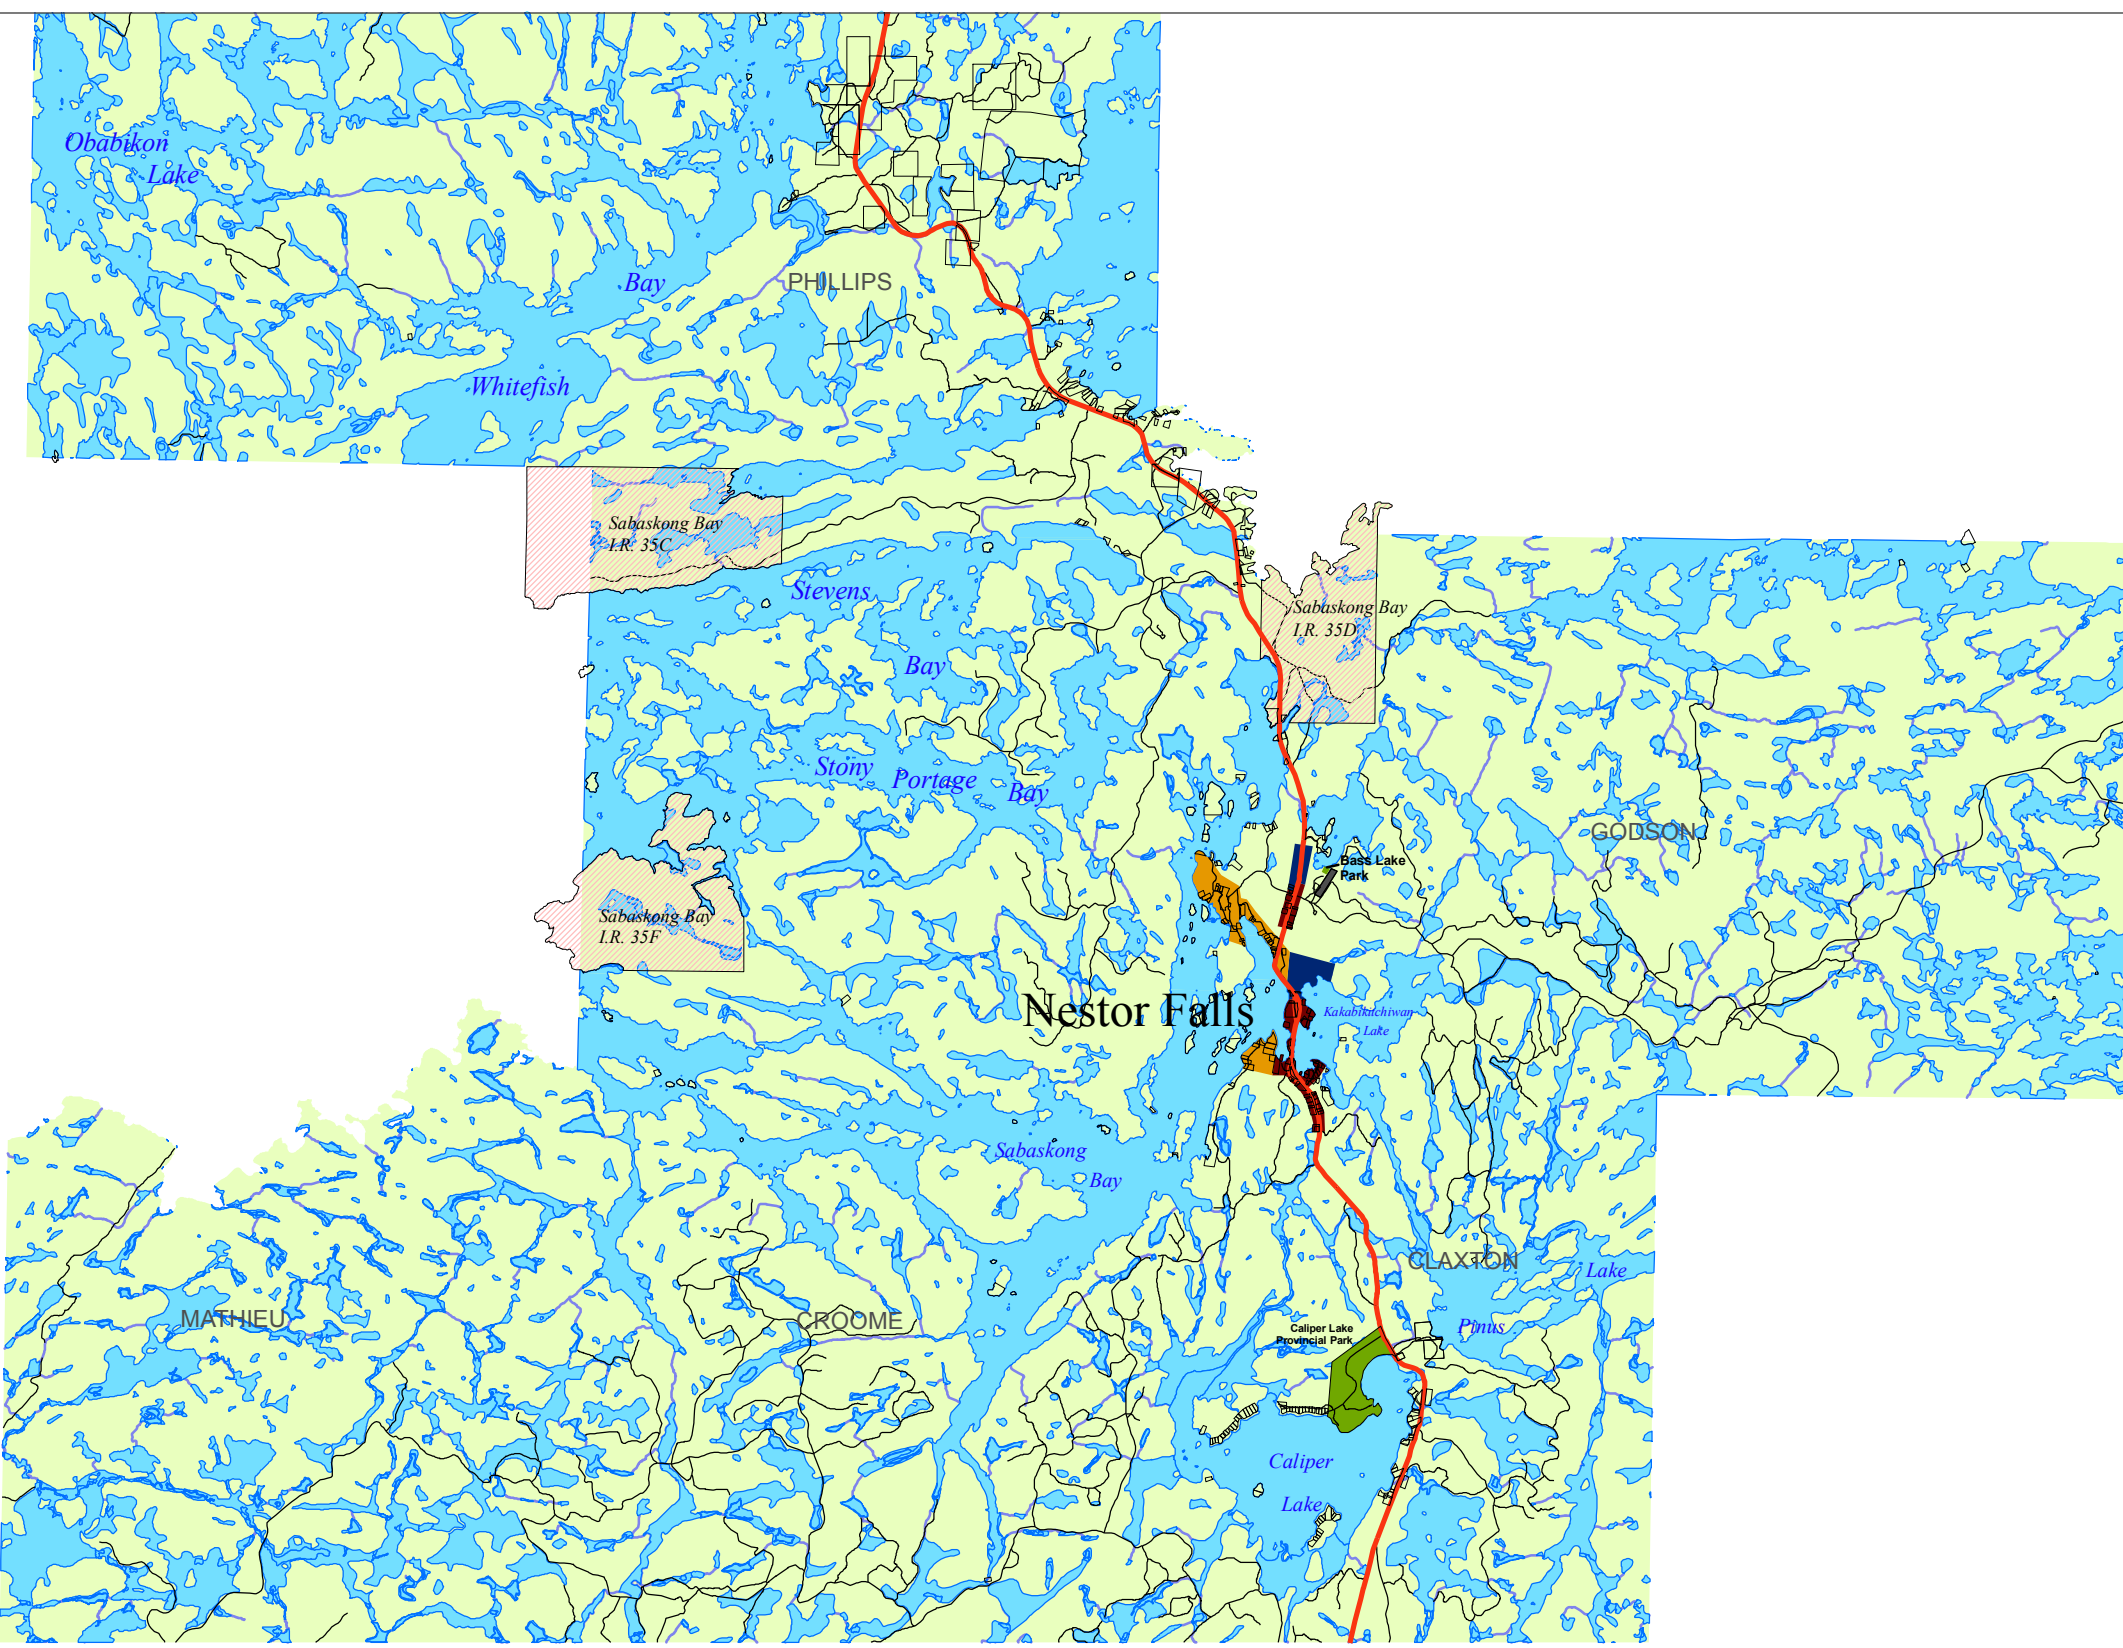 Obabikon
Lake
Bay
PHILLIPS
Whitefish
Sabaskong Bay
I.R. 35C
Stevens
Sabaskong Bay
I.R. 35D
Bay
Stony Portage Bay
GODSON
Bass Lake
Park
Sabaskong Bay
I.R. 35F
Nestor Falls
Kakabikitchiwan
Lake
Sabaskong
Bay
CLAXTON
Lake
MATHIEU
CROOME
Caliper Lake
Provincial Park
Pinus
Caliper
Lake